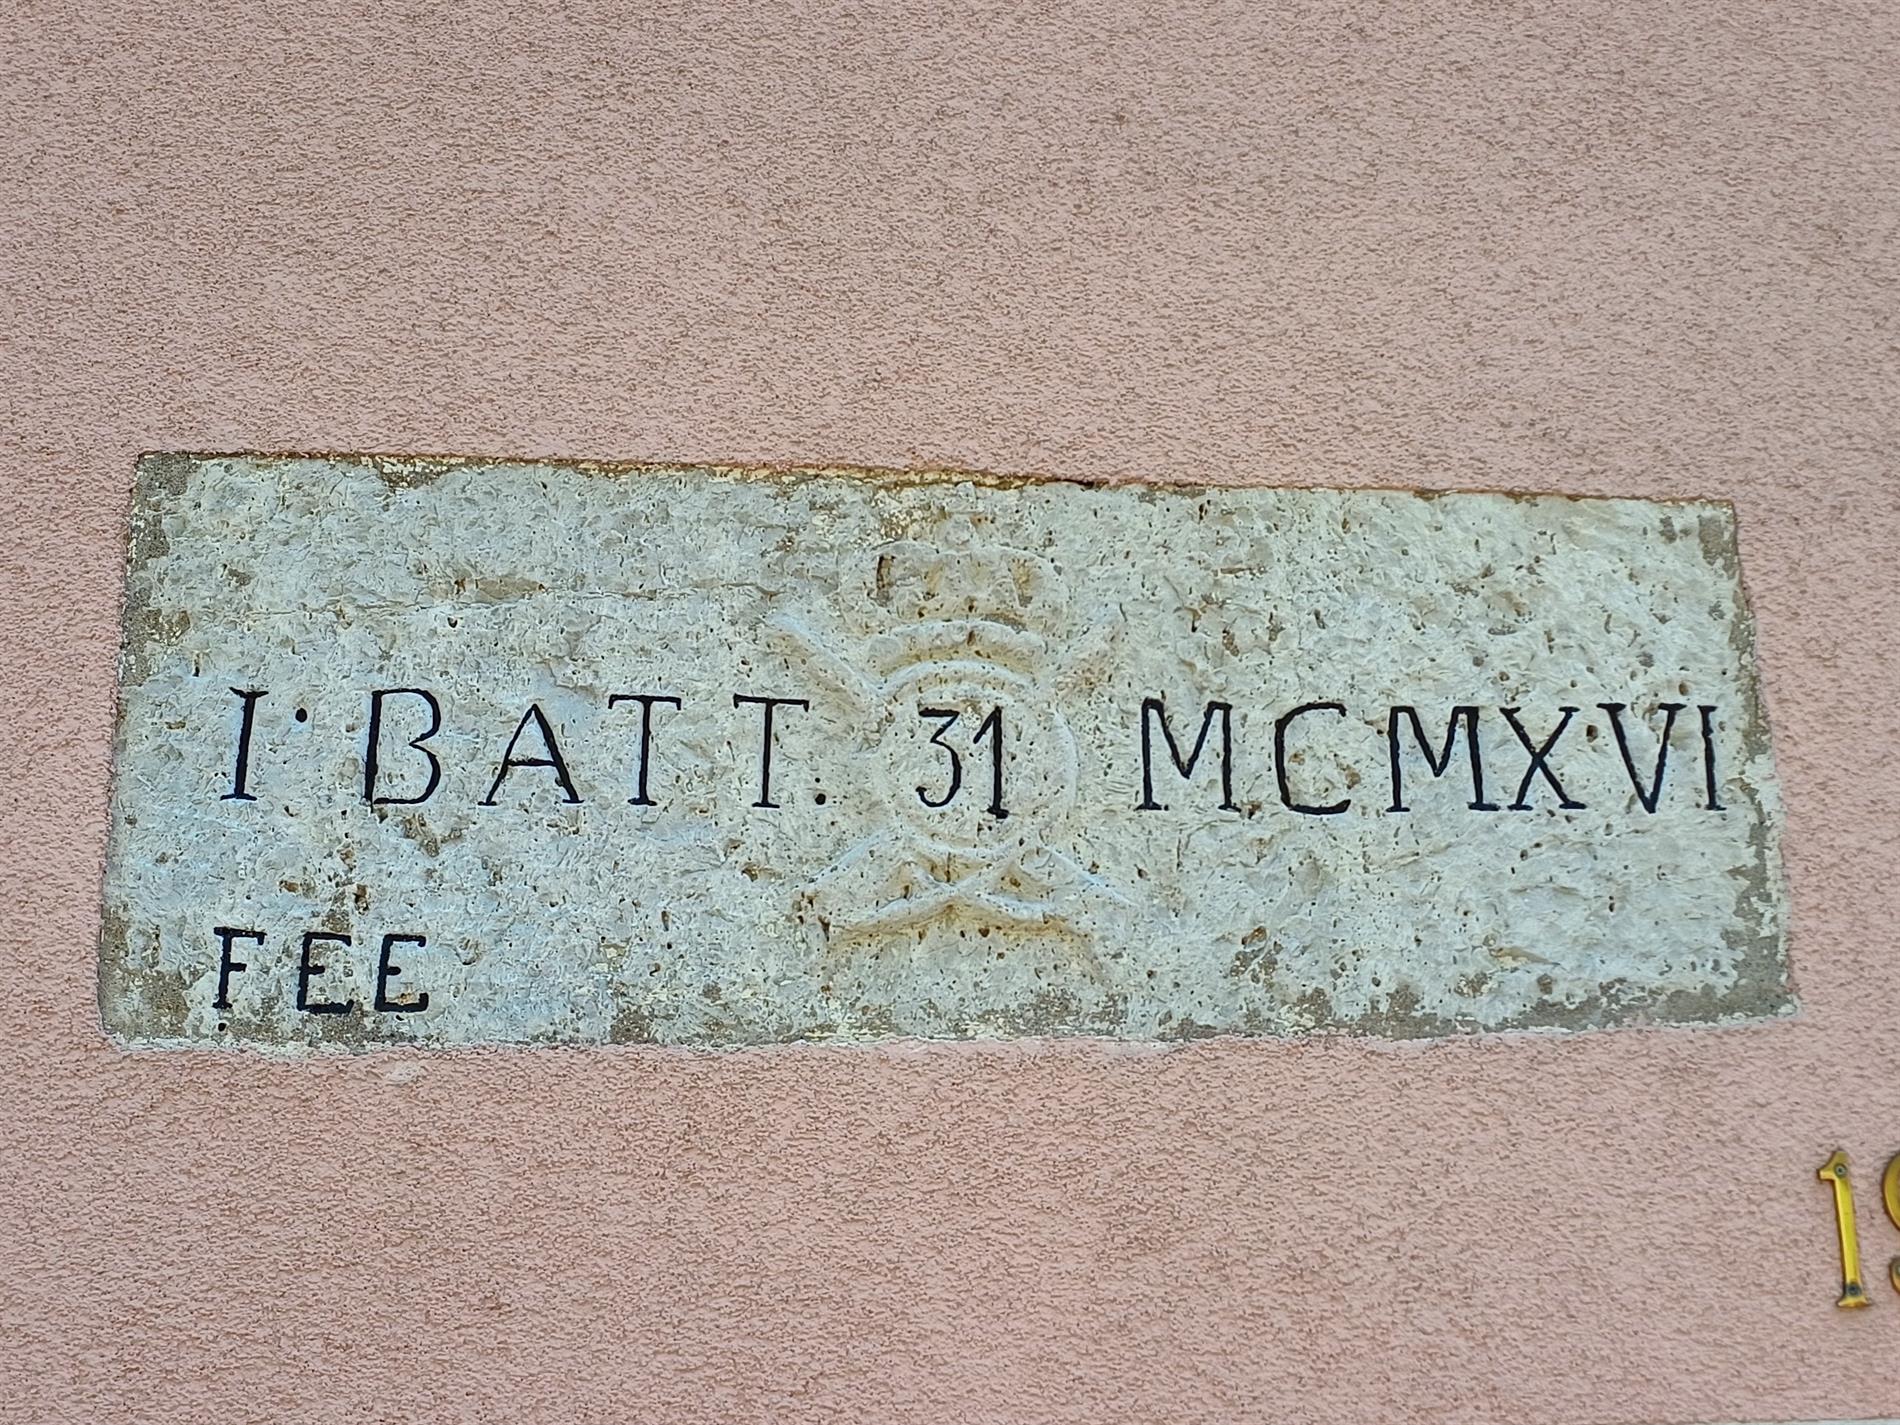 I· BATT. 31 MCMXVI
FEE